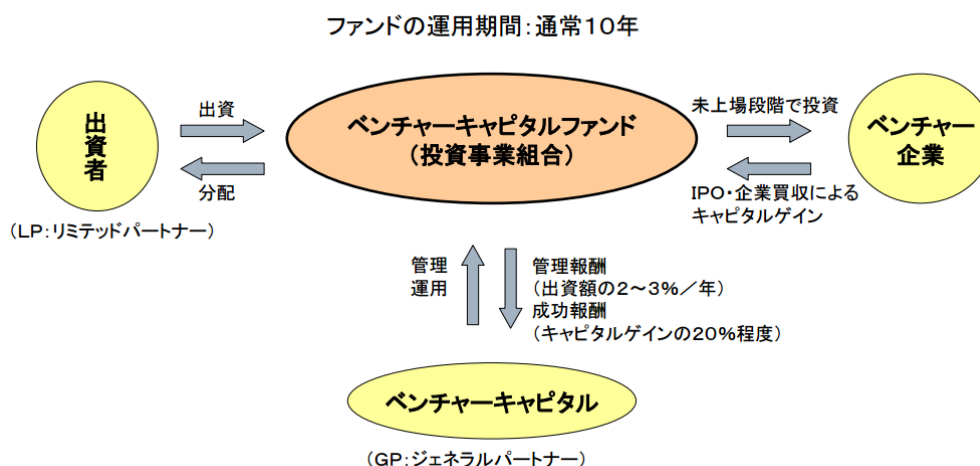 ファンドの運用期間：通常１０年
出資者
出資
分配
（LP：リミテッドパートナー）
ベンチャーキャピタルファンド
（投資事業組合）
未上場段階で投資
IPO・企業買収による
キャピタルゲイン
ベンチャー
企業
管理
運用
管理報酬
（出資額の２～３％／年）
成功報酬
（キャピタルゲインの２０％程度）
ベンチャーキャピタル
（GP：ジェネラルパートナー）